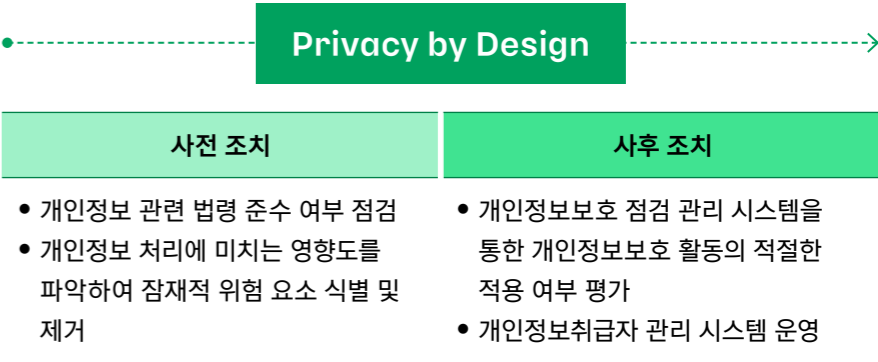 Privacy by Design
사전 조치
• 개인정보 관련 법령 준수 여부 점검
• 개인정보 처리에 미치는 영향도를
파악하여 잠재적 위험 요소 식별 및
제거
사후 조치
• 개인정보보호 점검 관리 시스템을
통한 개인정보보호 활동의 적절한
적용 여부 평가
• 개인정보취급자 관리 시스템 운영